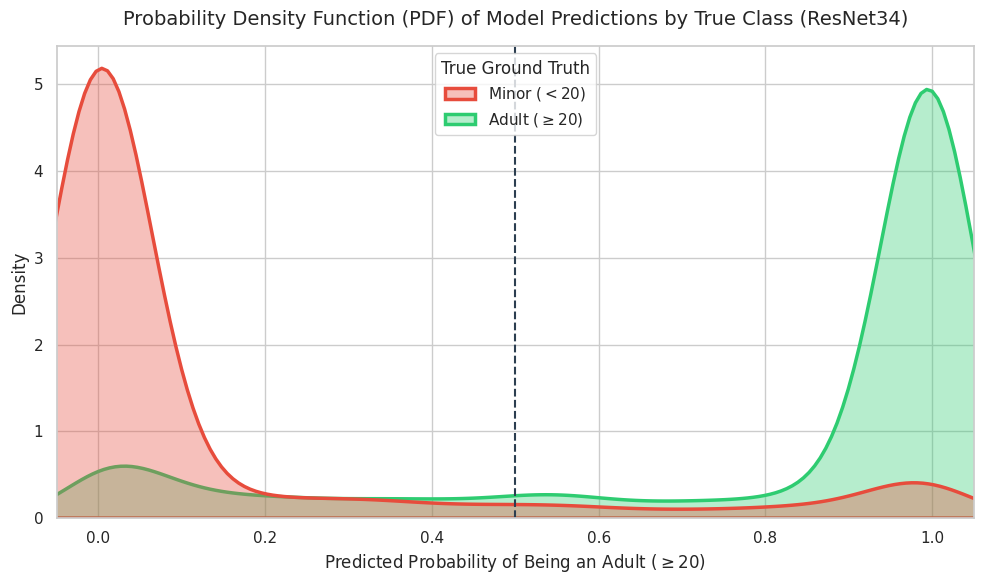 Probability Density Function (PDF) of Model Predictions by True Class (ResNet34)
True Ground Truth
Minor (< 20)
Adult (≥ 20)
5
4
3
2
1
0
Density
0.0 0.2 0.4 0.6 0.8 1.0
Predicted Probability of Being an Adult (≥ 20)